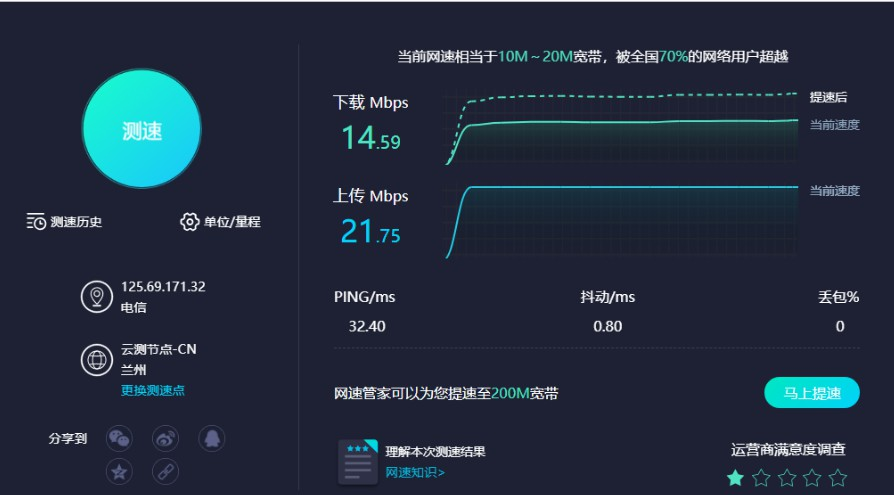 测速
测速历史
单位/量程
125.69.171.32
电信
云测节点-CN
兰州
更换测速点
分享到
当前网速相当于10M～20M宽带，被全国70%的网络用户超越
下载 Mbps
14.59
提速后
当前速度
上传 Mbps
21.75
当前速度
PING/ms 抖动/ms 丢包%
32.40 0.80 0
网速管家可以为您提速至200M宽带
马上提速
理解本次测速结果
网速知识>
运营商满意度调查